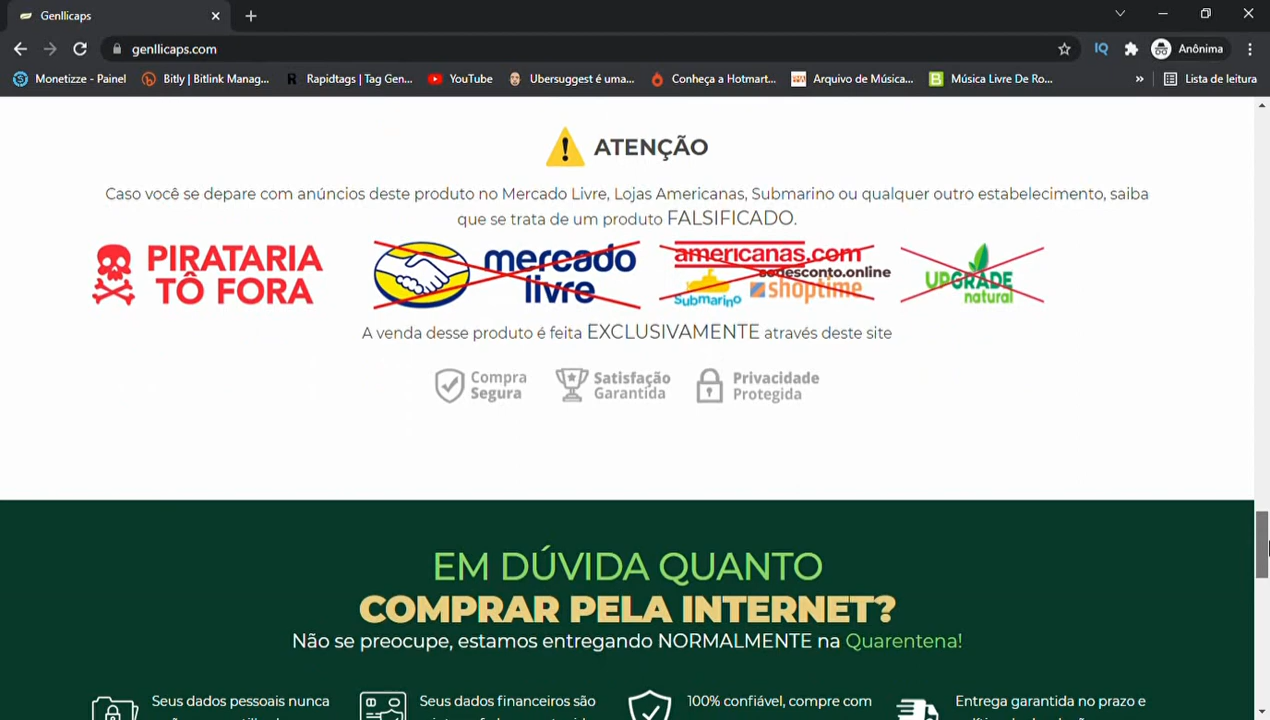 Genllicaps
genllicaps.com
Anônima
Monetizze - Painel
Bitly | Bitlink Manag...
R Rapidtags | Tag Gen...
YouTube
Ubersuggest é uma...
Conheça a Hotmart...
Arquivo de Música...
Música Livre De Ro...
»
Lista de leitura
ATENÇÃO
Caso você se depare com anúncios deste produto no Mercado Livre, Lojas Americanas, Submarino ou qualquer outro estabelecimento, saiba
que se trata de um produto FALSIFICADO.
PIRATARIA
TÔ FORA
mercado
livre
americanas.com
sodesconto.online
Submarino
shoptime
UPGRADE
natural
A venda desse produto é feita EXCLUSIVAMENTE através deste site
Compra
Segura
Satisfação
Garantida
Privacidade
Protegida
EM DÚVIDA QUANTO
COMPRAR PELA INTERNET?
Não se preocupe, estamos entregando NORMALMENTE na Quarentena!
Seus dados pessoais nunca
Seus dados financeiros são
100% confiável, compre com
Entrega garantida no prazo e